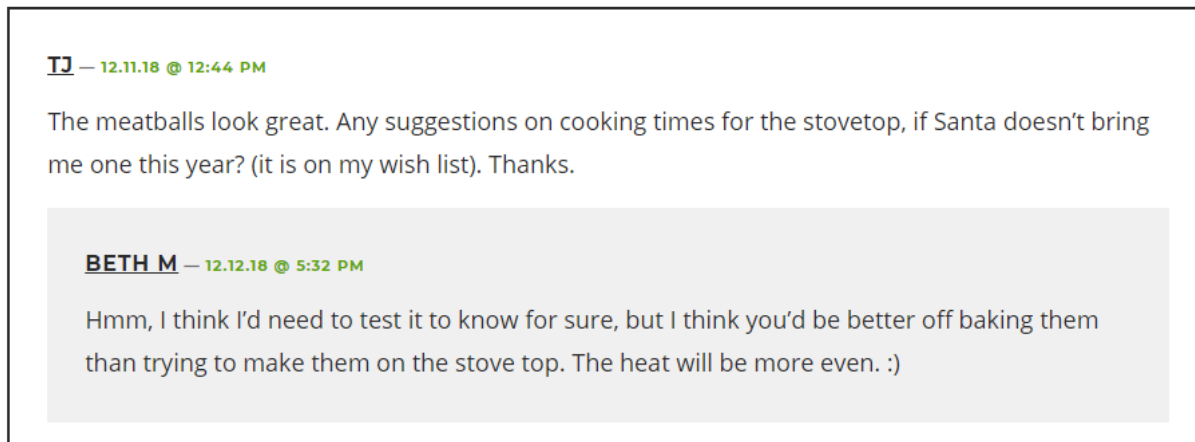 TJ — 12.11.18 @ 12:44 PM
The meatballs look great. Any suggestions on cooking times for the stovetop, if Santa doesn’t bring
me one this year? (it is on my wish list). Thanks.
BETH M — 12.12.18 @ 5:32 PM
Hmm, I think I’d need to test it to know for sure, but I think you’d be better off baking them
than trying to make them on the stove top. The heat will be more even. :)